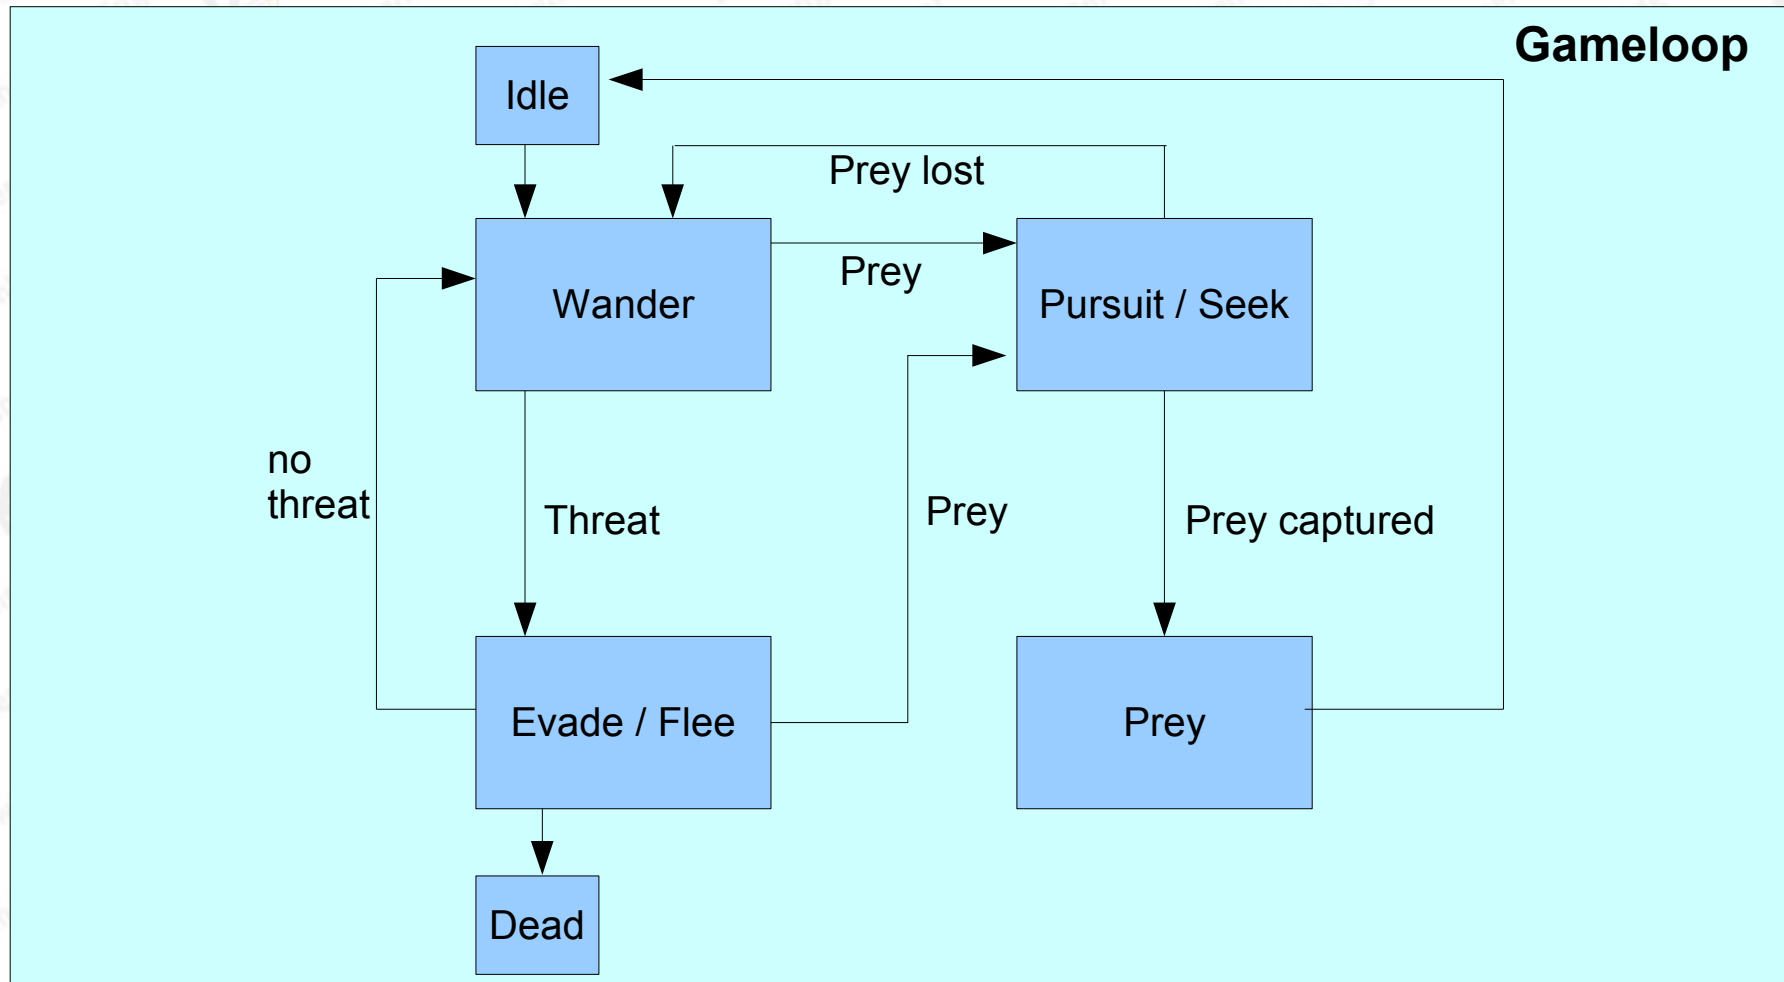 Gameloop
Idle
Prey lost
Prey
Wander
Pursuit / Seek
no
threat
Threat
Prey
Prey captured
Evade / Flee
Prey
Dead